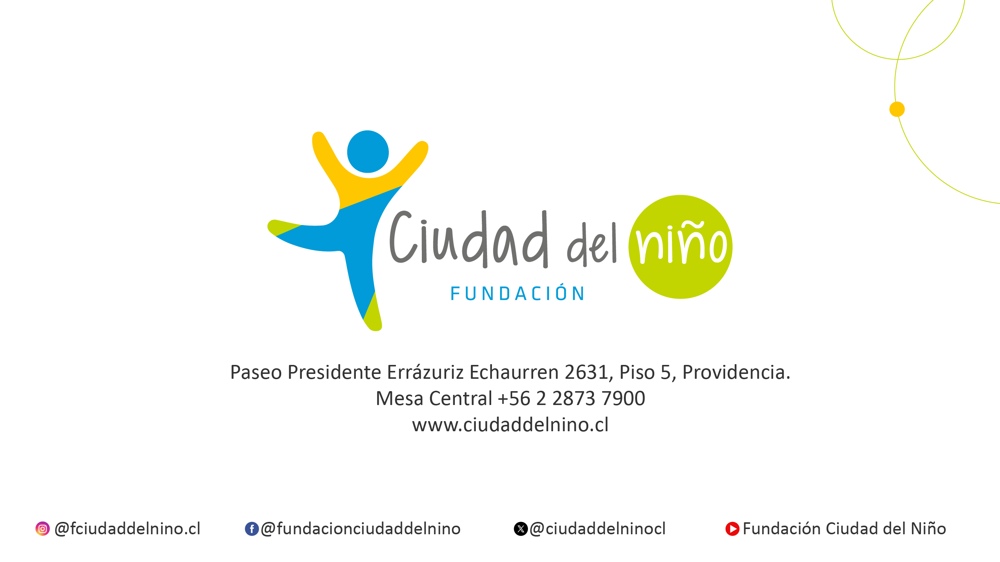 Ciudad del niño
FUNDACIÓN
Paseo Presidente Errázuriz Echaurren 2631, Piso 5, Providencia.
Mesa Central +56 2 2873 7900
www.ciudaddelnino.cl
@fciudaddelnino.cl
@fundacionciudaddelnino
@ciudaddelninocl
Fundación Ciudad del Niño